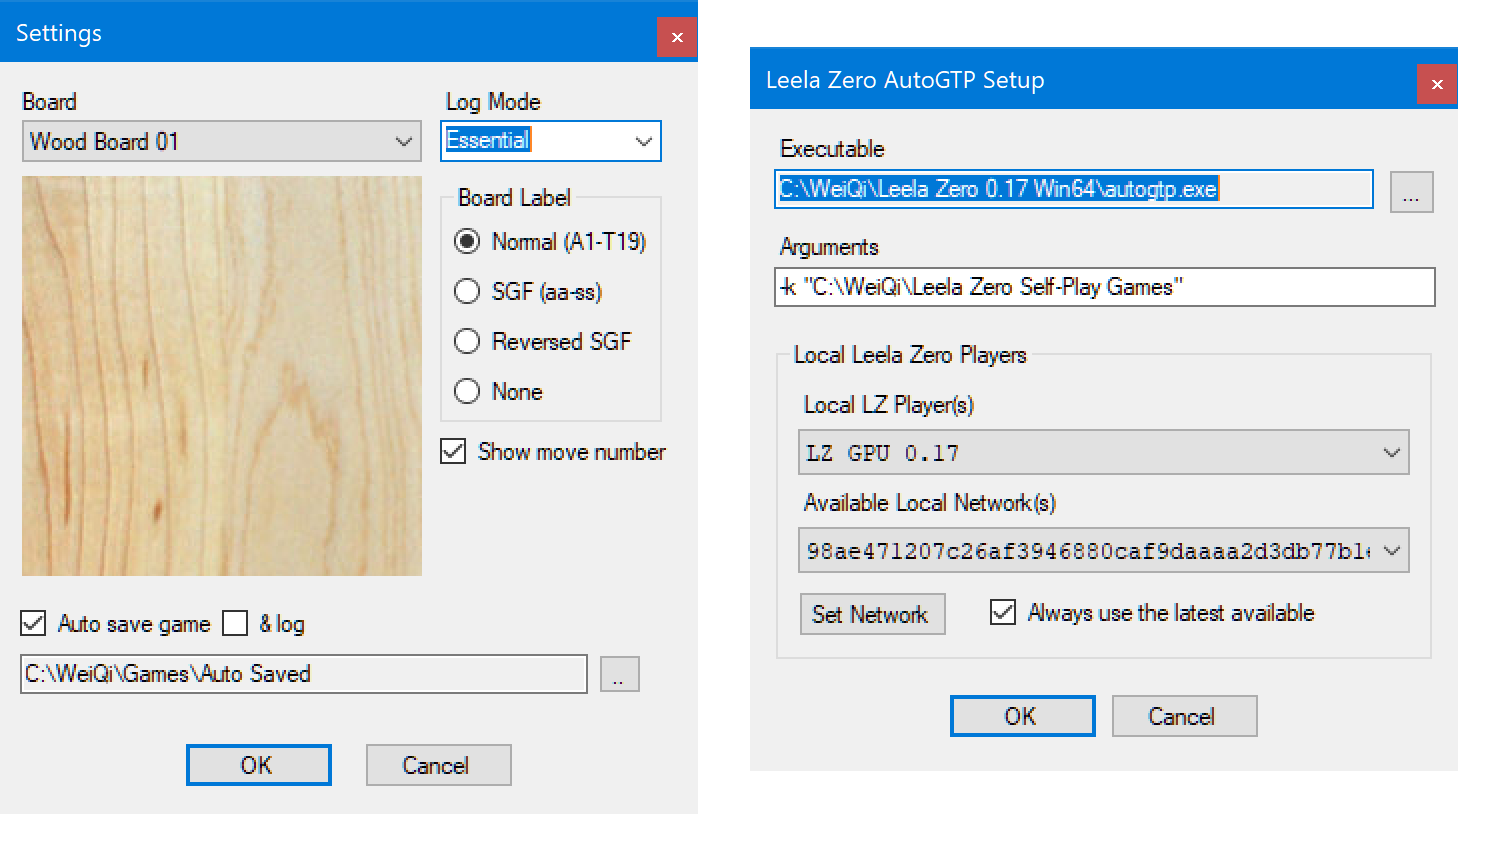 Settings
Board
Log Mode
Wood Board 01
Essential
Board Label
Normal (A1-T19)
SGF (aa-ss)
Reversed SGF
None
Show move number
Auto save game
& log
C:\WeiQi\Games\Auto Saved
..
OK
Cancel
Leela Zero AutoGTP Setup
Executable
C:\WeiQi\Leela Zero 0.17 Win64\autogtp.exe
...
Arguments
-k "C:\WeiQi\Leela Zero Self-Play Games"
Local Leela Zero Players
Local LZ Player(s)
LZ GPU 0.17
Available Local Network(s)
98ae471207c26af3946880caf9daaaa2d3db77b1
Set Network
Always use the latest available
OK
Cancel